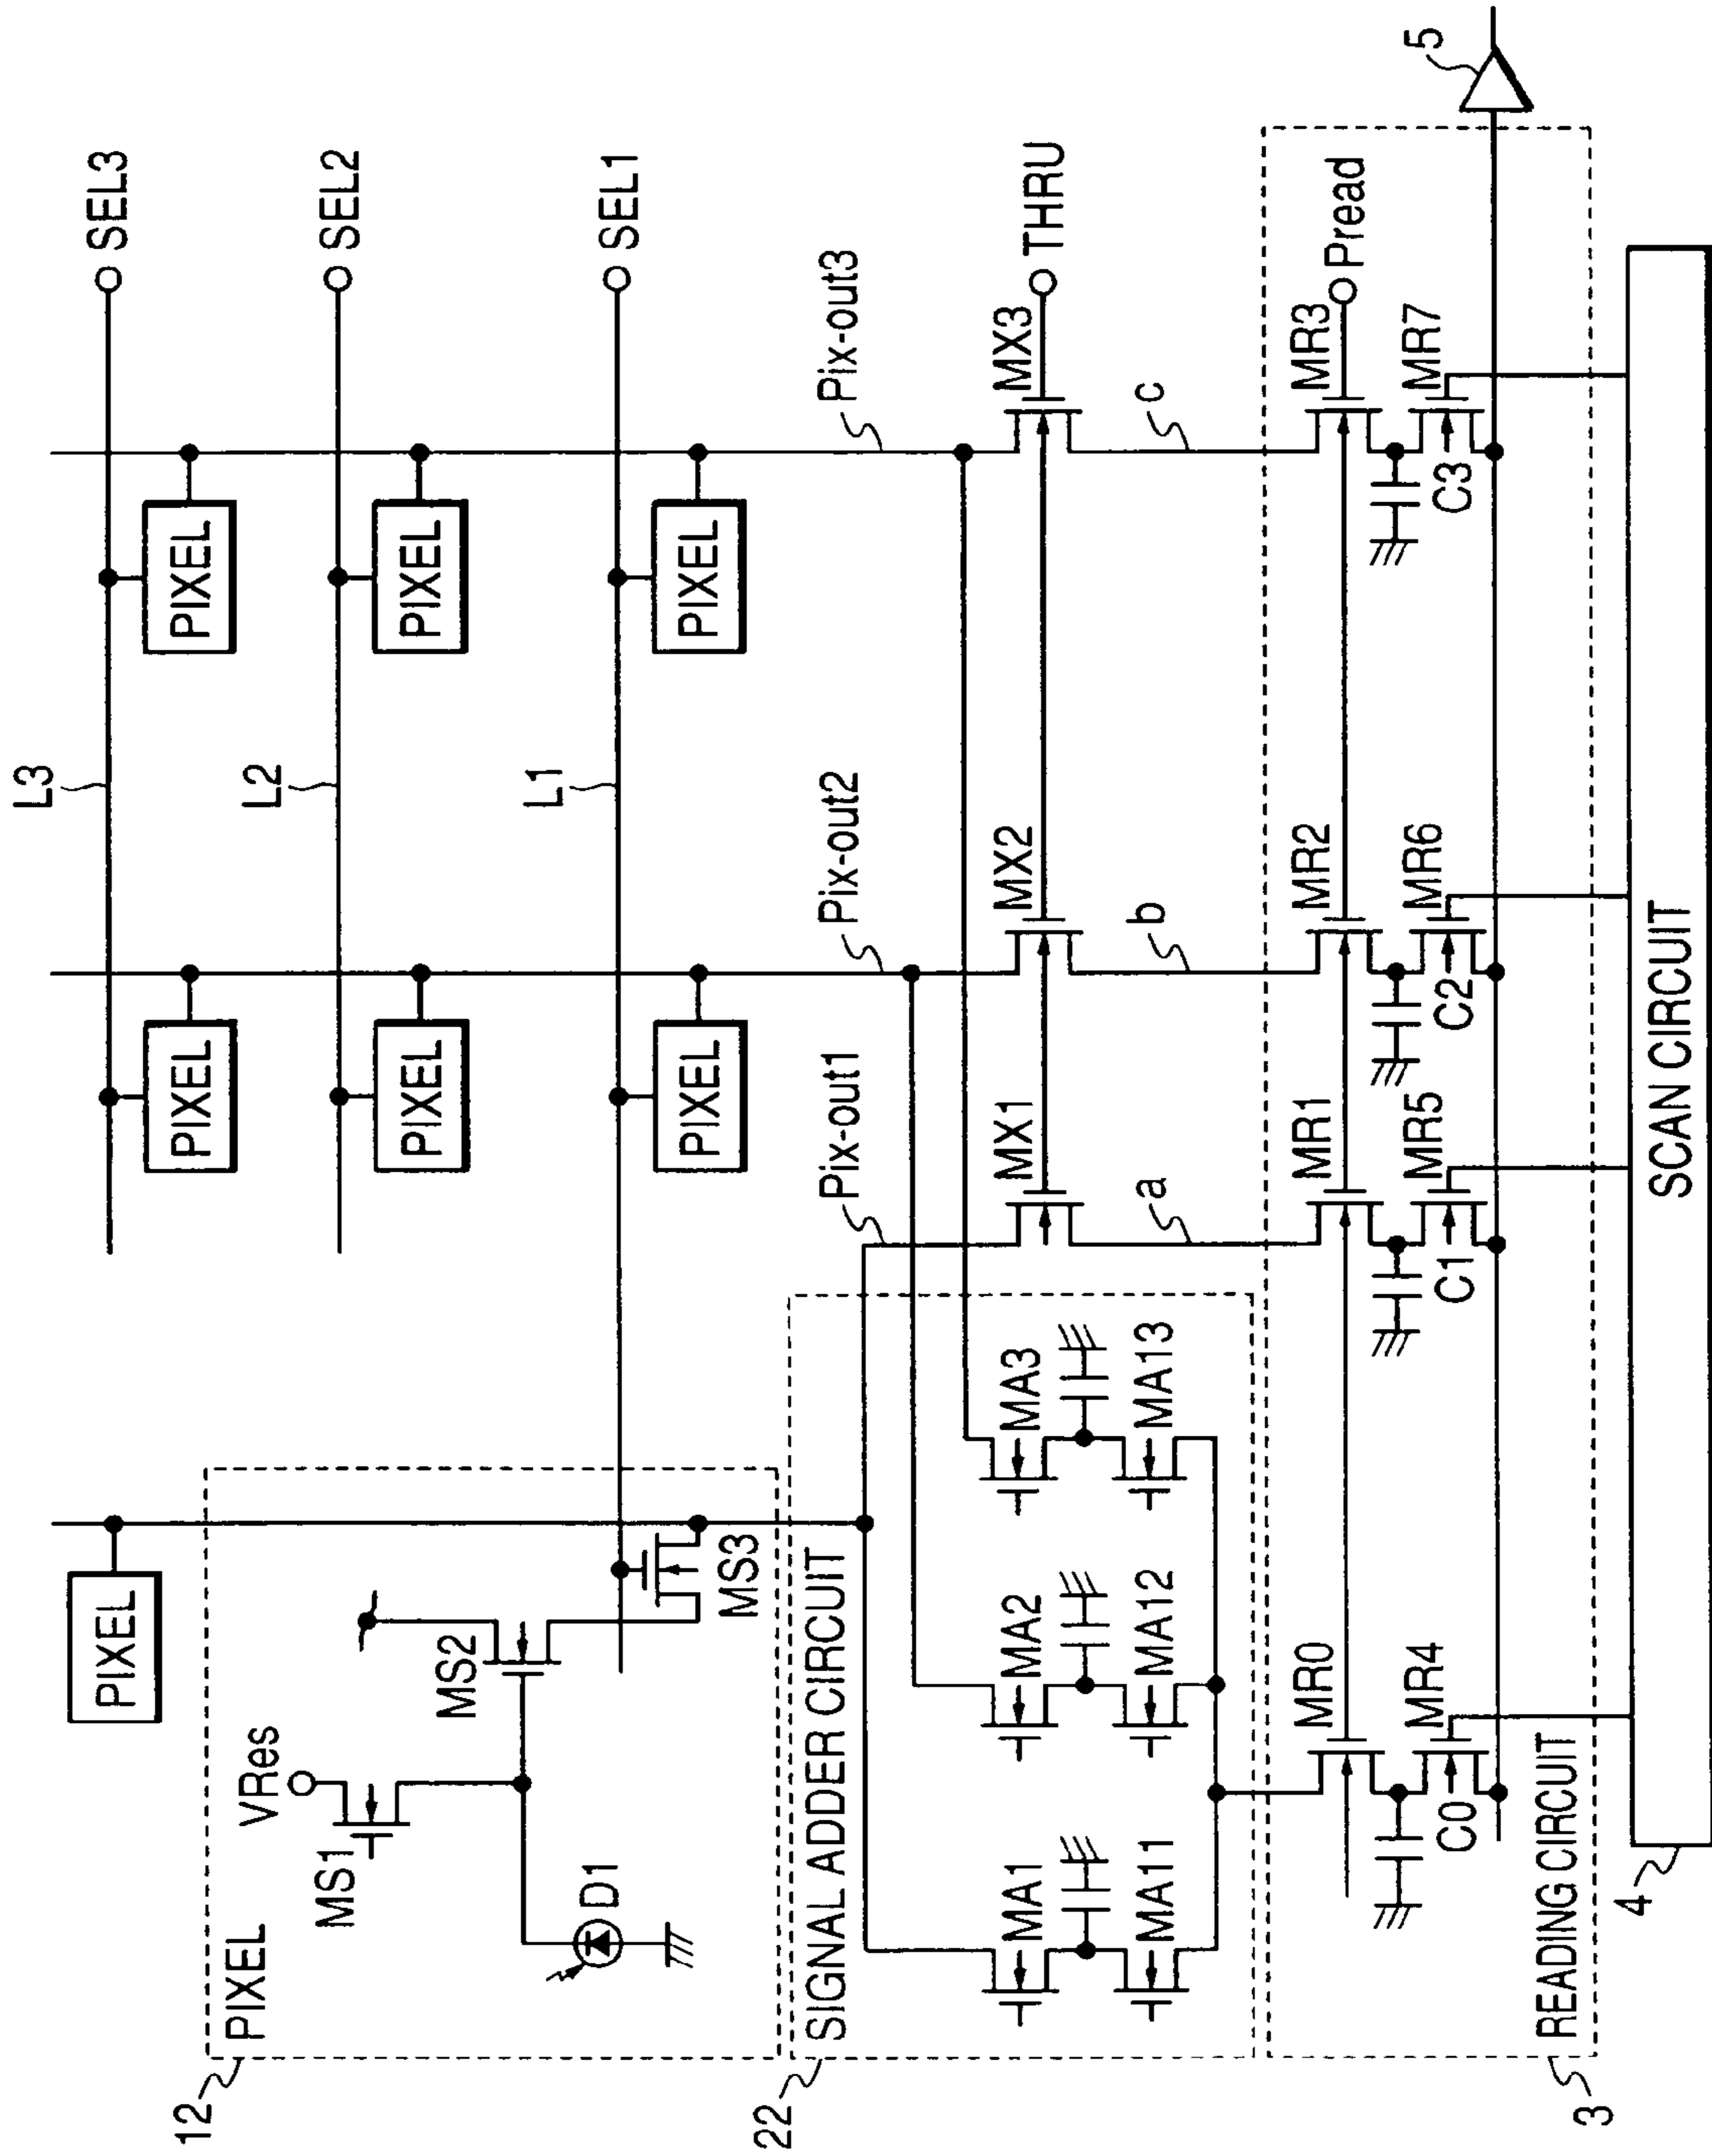 L3
SEL3
PIXEL
PIXEL
PIXEL
L2
SEL2
PIXEL
PIXEL
L1
SEL1
PIXEL
PIXEL
12
PIXEL
VRes
MS1
MS2
MS3
D1
Pix-out1
Pix-out2
Pix-out3
22
SIGNAL ADDER CIRCUIT
MA1
MA2
MA3
MA11
MA12
MA13
MX1
MX2
MX3
THRU
a
b
c
MR0
MR1
MR2
MR3
Pread
MR4
MR5
MR6
MR7
C0
C1
C2
C3
5
3
READING CIRCUIT
4
SCAN CIRCUIT